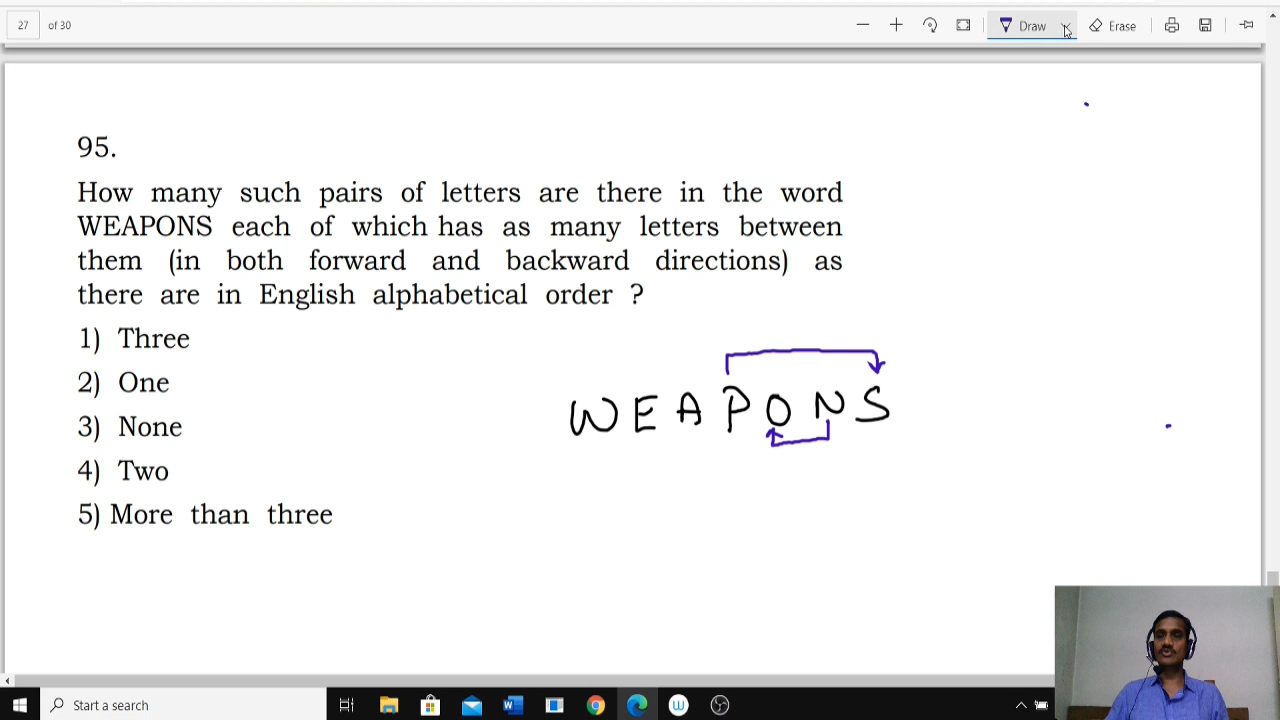 27 of 30 Draw Erase
95.
How many such pairs of letters are there in the word
WEAPONS each of which has as many letters between
them (in both forward and backward directions) as
there are in English alphabetical order ?
1) Three
2) One
3) None
4) Two
5) More than three
W E A P O N S
Start a search